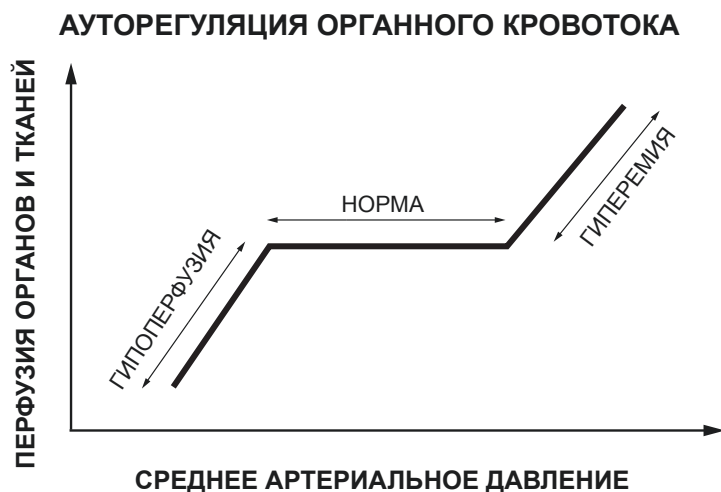 АУТОРЕГУЛЯЦИЯ ОРГАННОГО КРОВОТОКА
ПЕРФУЗИЯ ОРГАНОВ И ТКАНЕЙ
ГИПОПЕРФУЗИЯ
НОРМА
ГИПЕРЕМИЯ
СРЕДНЕЕ АРТЕРИАЛЬНОЕ ДАВЛЕНИЕ